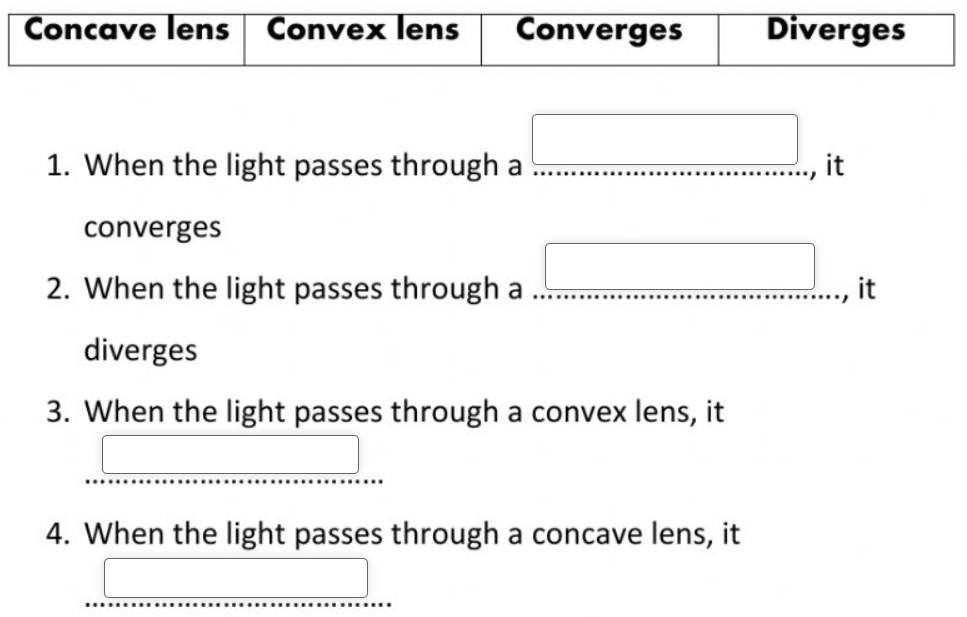 Concave lens Convex lens Converges Diverges
1. When the light passes through a ..................................., it
converges
2. When the light passes through a ......................................., it
diverges
3. When the light passes through a convex lens, it
......................................
4. When the light passes through a concave lens, it
.......................................